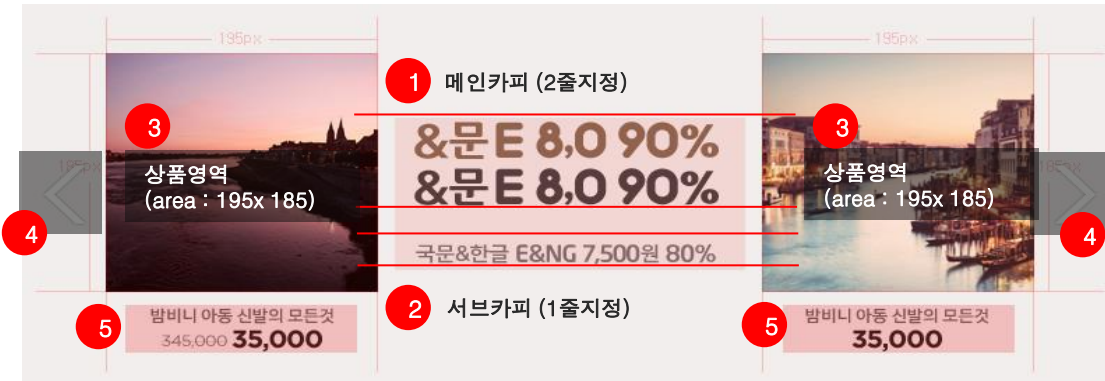 195px
195px
1 메인카피 (2줄지정)
&문E 8,0 90%
&문E 8,0 90%
국문&한글 E&NG 7,500원 80%
2 서브카피 (1줄지정)
3
상품영역
(area : 195x 185)
3
상품영역
(area : 195x 185)
4
4
5
밤비니 아동 신발의 모든것
345,000 35,000
5
밤비니 아동 신발의 모든것
35,000